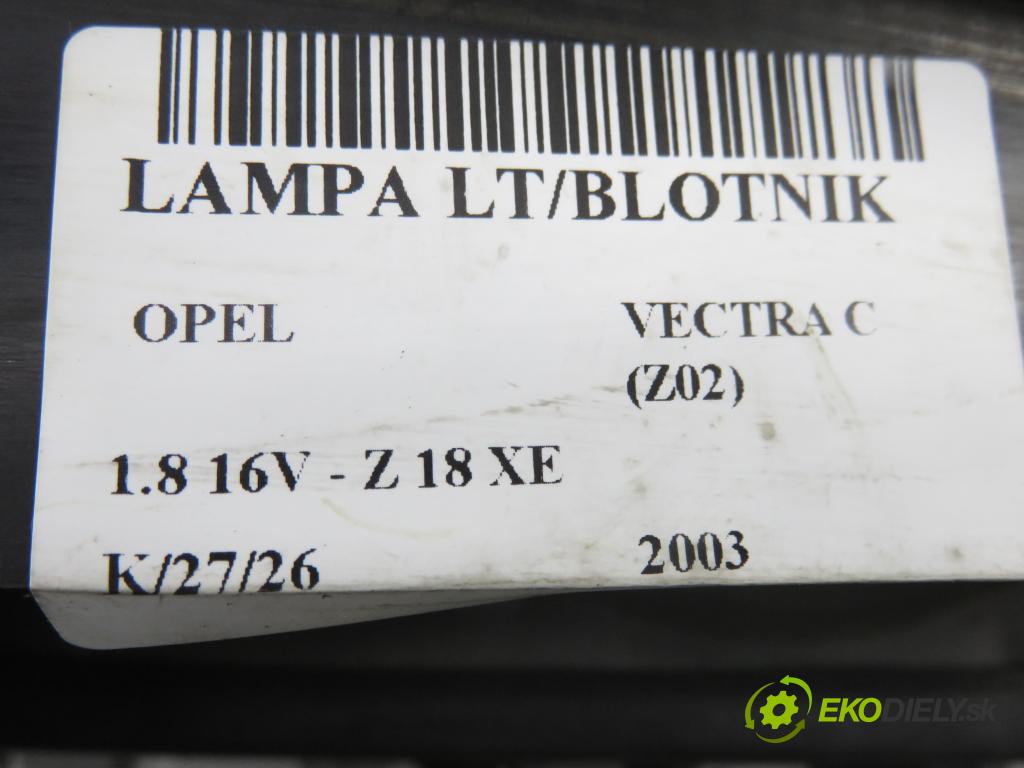 LAMPA LT/BLOTNIK
OPEL
VECTRA C
(Z02)
1.8 16V - Z 18 XE
K/27/26
2003
EKODIELY.sk